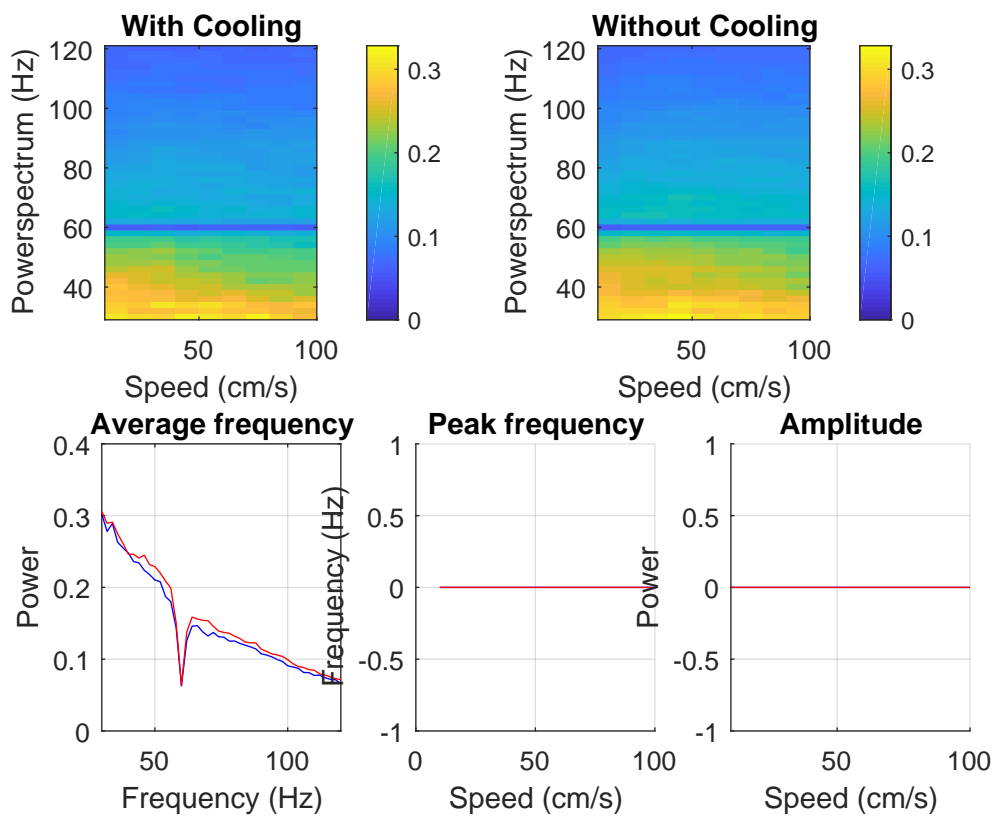 With Cooling
Powerspectrum (Hz)
120
100
80
60
40
50
100
Speed (cm/s)
0.3
0.2
0.1
0
Without Cooling
Powerspectrum (Hz)
120
100
80
60
40
50
100
Speed (cm/s)
0.3
0.2
0.1
0
Average frequency
Power
0.4
0.3
0.2
0.1
0
50
100
Frequency (Hz)
Peak frequency
Frequency (Hz)
1
0.5
0
-0.5
-1
0
50
100
Speed (cm/s)
Amplitude
Power
1
0.5
0
-0.5
-1
50
100
Speed (cm/s)